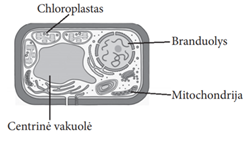 Chloroplastas
Branduolys
Mitochondrija
Centrinė vakuolė